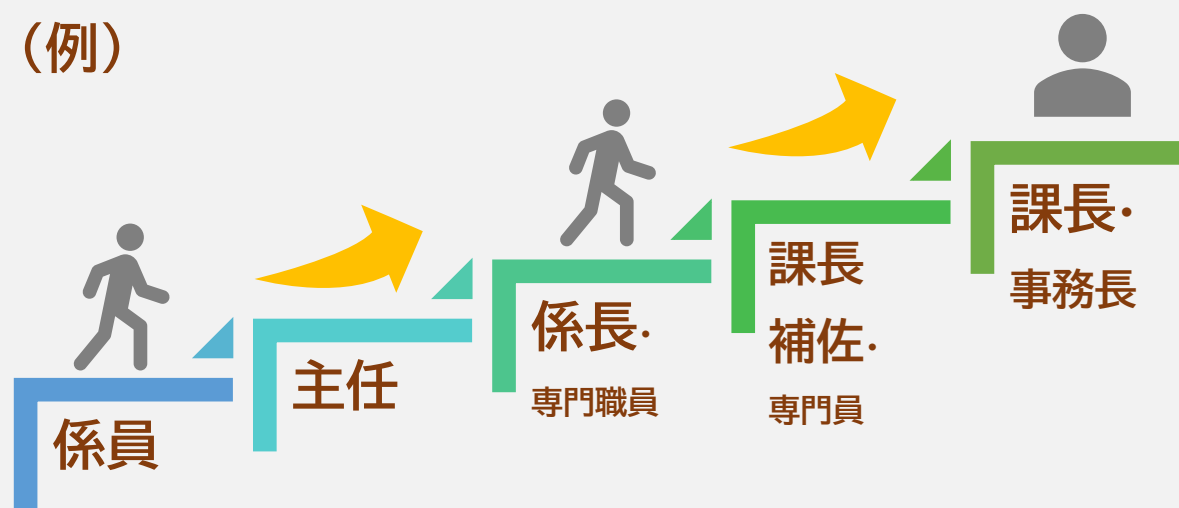 （例）
係員
主任
係長・
専門職員
課長
補佐・
専門員
課長・
事務長